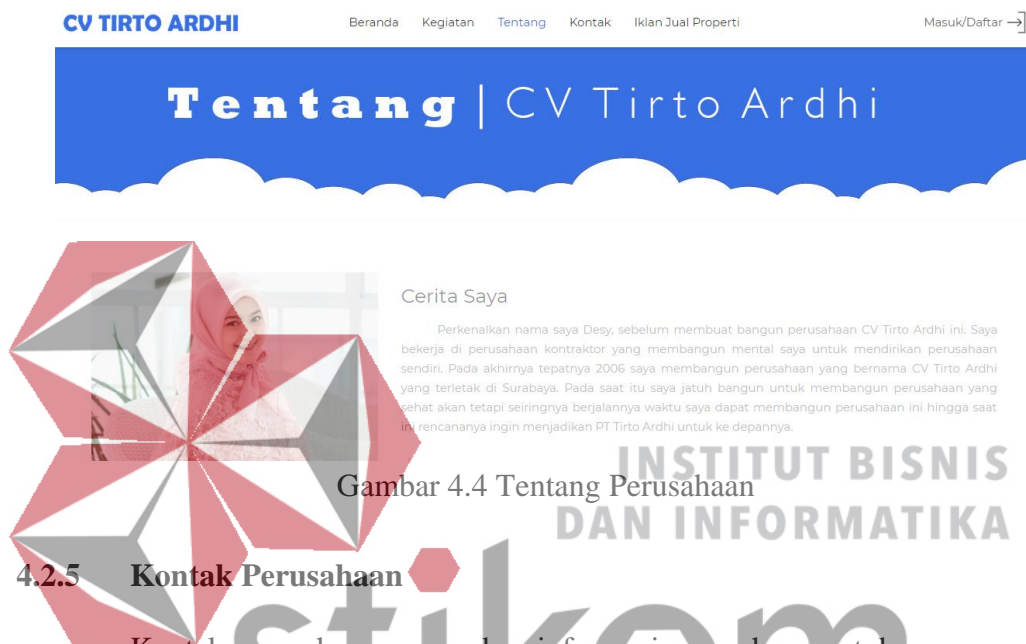 CV TIRTO ARDHI
Beranda Kegiatan Tentang Kontak Iklan Jual Properti
Masuk/Daftar
Tentang | CV Tirto Ardhi
Cerita Saya
Perkenalkan nama saya Desy, sebelum membuat bangun perusahaan CV Tirto Ardhi ini. Saya
bekerja di perusahaan kontraktor yang membangun mental saya untuk mendirikan perusahaan
sendiri. Pada akhirnya tepatnya 2006 saya membangun perusahaan yang bernama CV Tirto Ardhi
yang terletak di Surabaya. Pada saat itu saya jatuh bangun untuk membangun perusahaan yang
sehat akan tetapi seiringnya berjalannya waktu saya dapat membangun perusahaan ini hingga saat
ini rencananya ingin menjadikan PT Tirto Ardhi untuk ke depannya.
INSTITUT BISNIS
Gambar 4.4 Tentang Perusahaan
DAN INFORMATIKA
4.2.5 Kontak Perusahaan
stikom